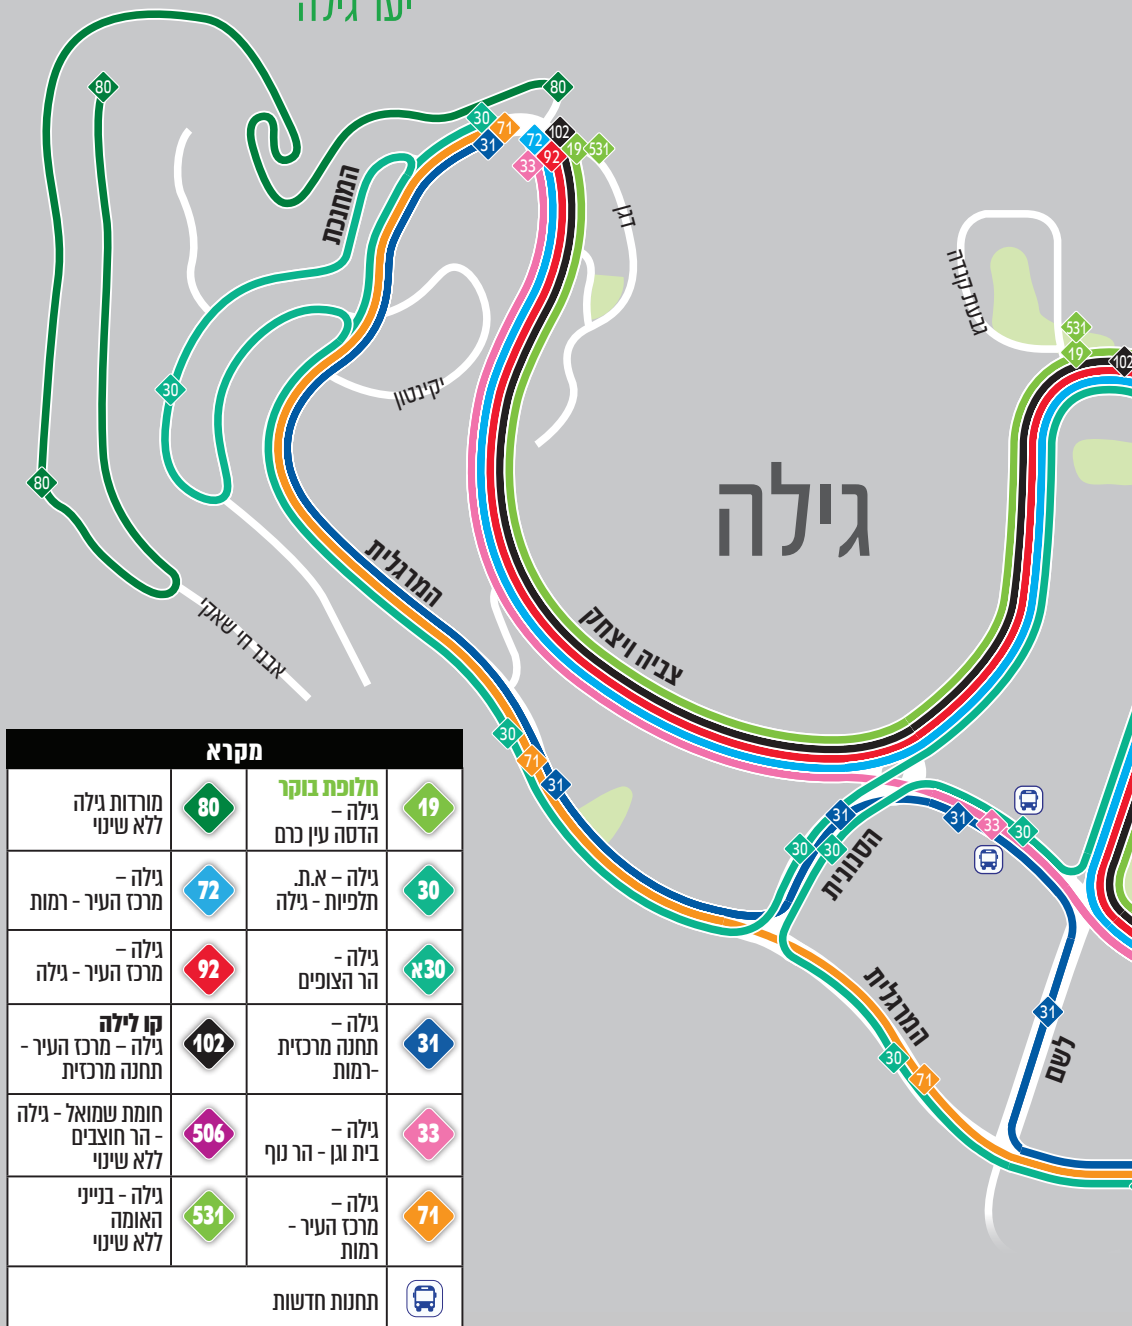 יער גילה
80
80
30
71
31
72
102
92
33
19
531
המחנכת
דגן
גבעת קנדה
531
19
102
30
יקינטון
80
גילה
המרגלית
צביה ויצחק
אבנר חי שאקי
30
71
31
31
30
30
הסנונית
31
33
30
המרגלית
30
71
31
לשם
מקרא
19
חלופת בוקר
גילה –
הדסה עין כרם
80
מורדות גילה
ללא שינוי
30
גילה – א.ת.
תלפיות - גילה
72
גילה –
מרכז העיר - רמות
30א
גילה -
הר הצופים
92
גילה –
מרכז העיר - גילה
31
גילה –
תחנה מרכזית
-רמות
102
קו לילה
גילה – מרכז העיר -
תחנה מרכזית
33
גילה –
בית וגן - הר נוף
506
חומת שמואל - גילה
- הר חוצבים
ללא שינוי
71
גילה –
מרכז העיר -
רמות
531
גילה - בנייני
האומה
ללא שינוי
תחנות חדשות